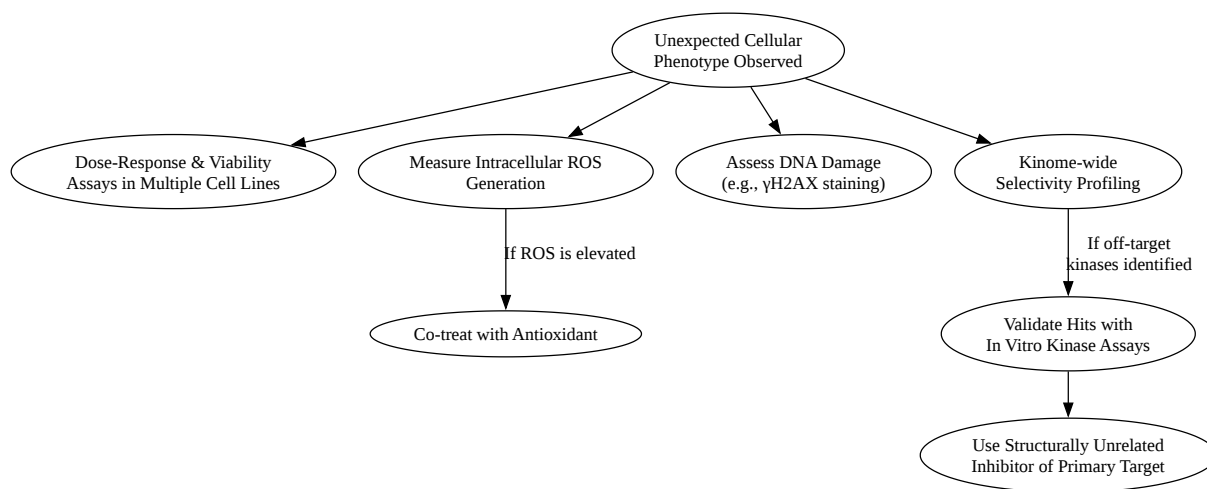 Unexpected Cellular
Phenotype Observed
Dose-Response & Viability
Assays in Multiple Cell Lines
Measure Intracellular ROS
Generation
Assess DNA Damage
(e.g., γH2AX staining)
Kinome-wide
Selectivity Profiling
If ROS is elevated
If off-target
kinases identified
Co-treat with Antioxidant
Validate Hits with
In Vitro Kinase Assays
Use Structurally Unrelated
Inhibitor of Primary Target